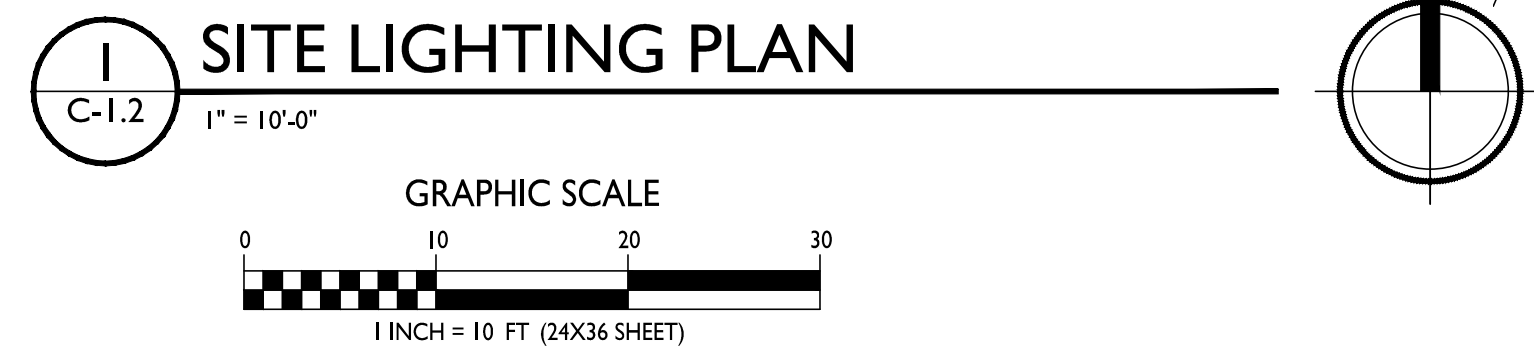 1
C-1.2
SITE LIGHTING PLAN
1" = 10'-0"
GRAPHIC SCALE
0 10 20 30
1 INCH = 10 FT (24X36 SHEET)